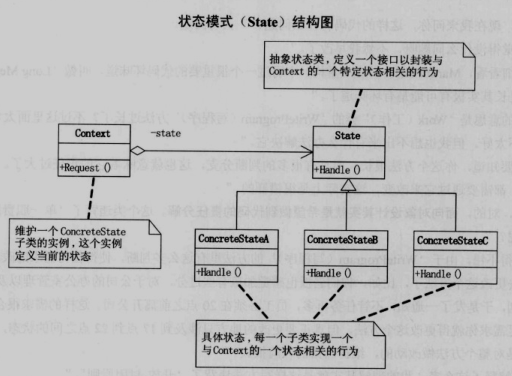 状态模式（State）结构图
抽象状态类，定义一个接口以封装与
Context的一个特定状态相关的行为
Context
-state
State
+Request()
+Handle()
维护一个ConcreteState
子类的实例，这个实例
定义当前的状态
ConcreteStateA
ConcreteStateB
ConcreteStateC
+Handle()
+Handle()
+Handle()
具体状态，每一个子类实现一个
与Context的一个状态相关的行为